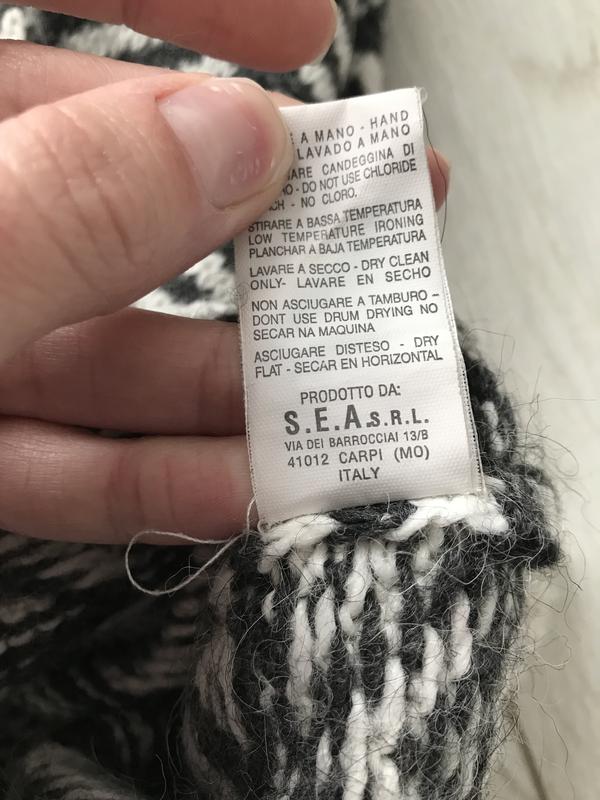 E A MANO - HAND
LAVADO A MANO
ARE CANDEGGINA DI
O - DO NOT USE CHLORIDE
CH - NO CLORO.
STIRARE A BASSA TEMPERATURA
LOW TEMPERATURE IRONING
PLANCHAR A BAJA TEMPERATURA
LAVARE A SECCO - DRY CLEAN
ONLY- LAVARE EN SECHO
NON ASCIUGARE A TAMBURO -
DONT USE DRUM DRYING NO
SECAR NA MAQUINA
ASCIUGARE DISTESO - DRY
FLAT - SECAR EN HORIZONTAL
PRODOTTO DA:
S.E.A.S.R.L.
VIA DEI BARROCCIAI 13/B
41012 CARPI (MO)
ITALY